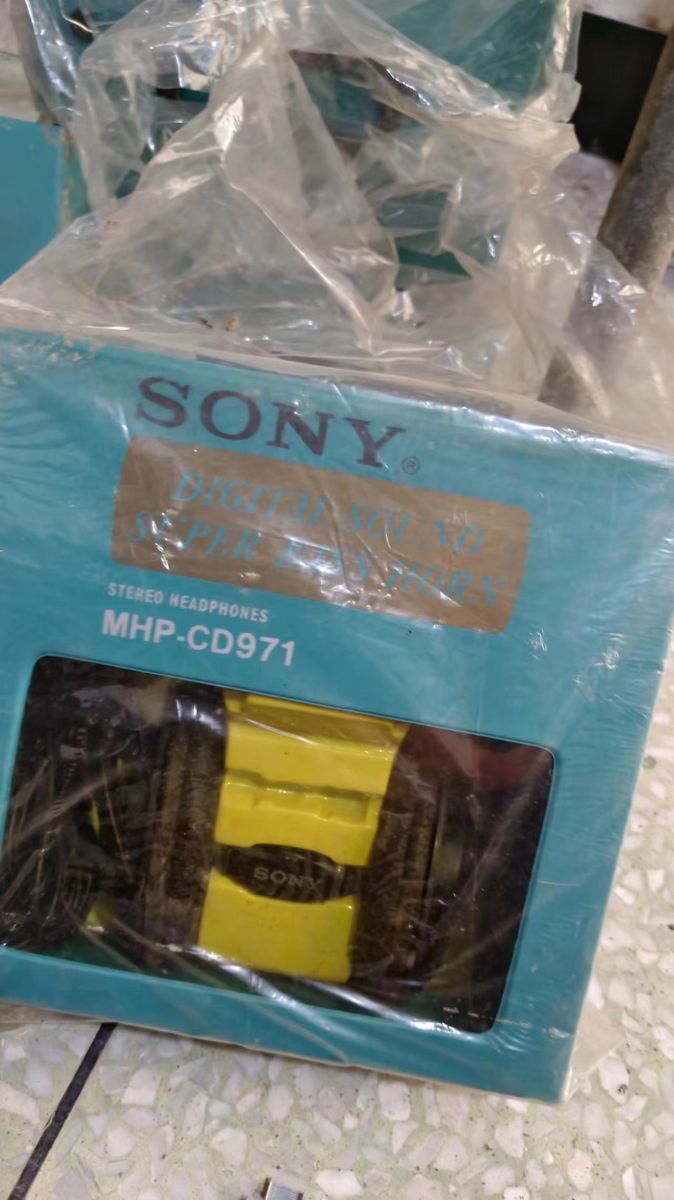 SONY®
DIGITAL SOUND
SUPER BASS HORN
STEREO HEADPHONES
MHP-CD971
SONY